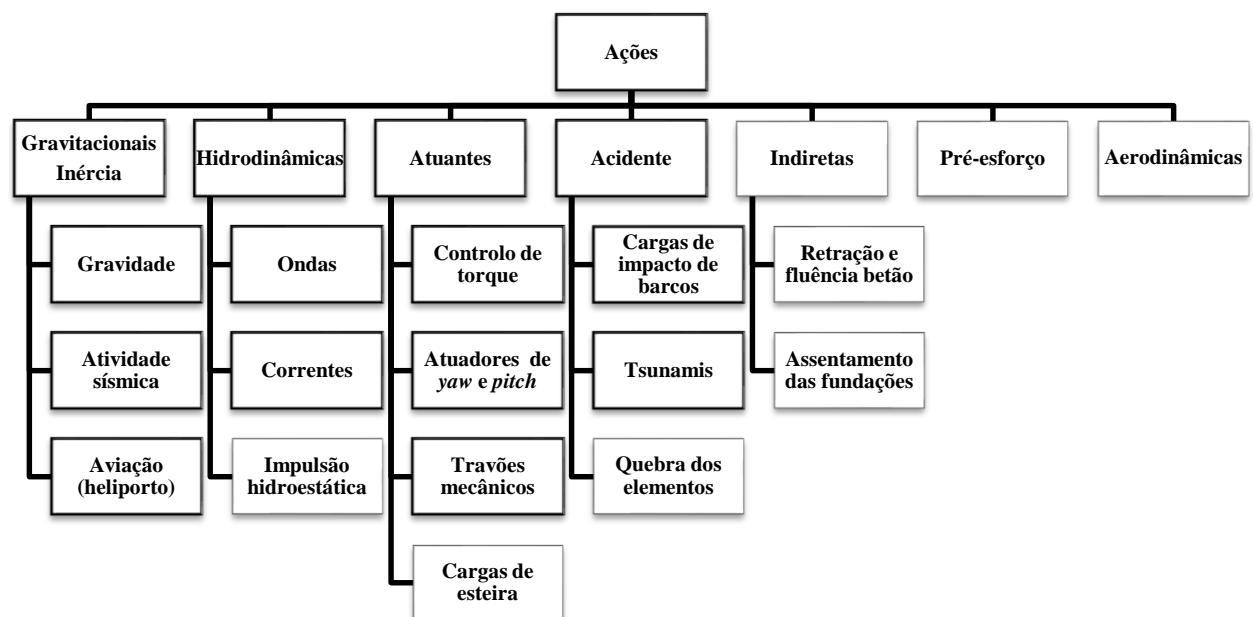 Ações
Gravitacionais
Inércia
Hidrodinâmicas
Atuantes
Acidente
Indiretas
Pré-esforço
Aerodinâmicas
Gravidade
Atividade
sísmica
Aviação
(heliporto)
Ondas
Correntes
Impulsão
hidroestática
Controlo de
torque
Atuadores de
yaw e pitch
Travões
mecânicos
Cargas de
esteira
Cargas de
impacto de
barcos
Tsunamis
Quebra dos
elementos
Retração e
fluência betão
Assentamento
das fundações